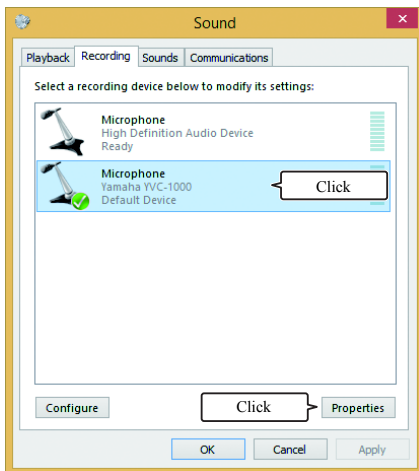 Sound
Playback Recording Sounds Communications
Select a recording device below to modify its settings:
Microphone
High Definition Audio Device
Ready
Microphone
Yamaha YVC-1000
Default Device
Click
Configure
Click
Properties
OK Cancel Apply